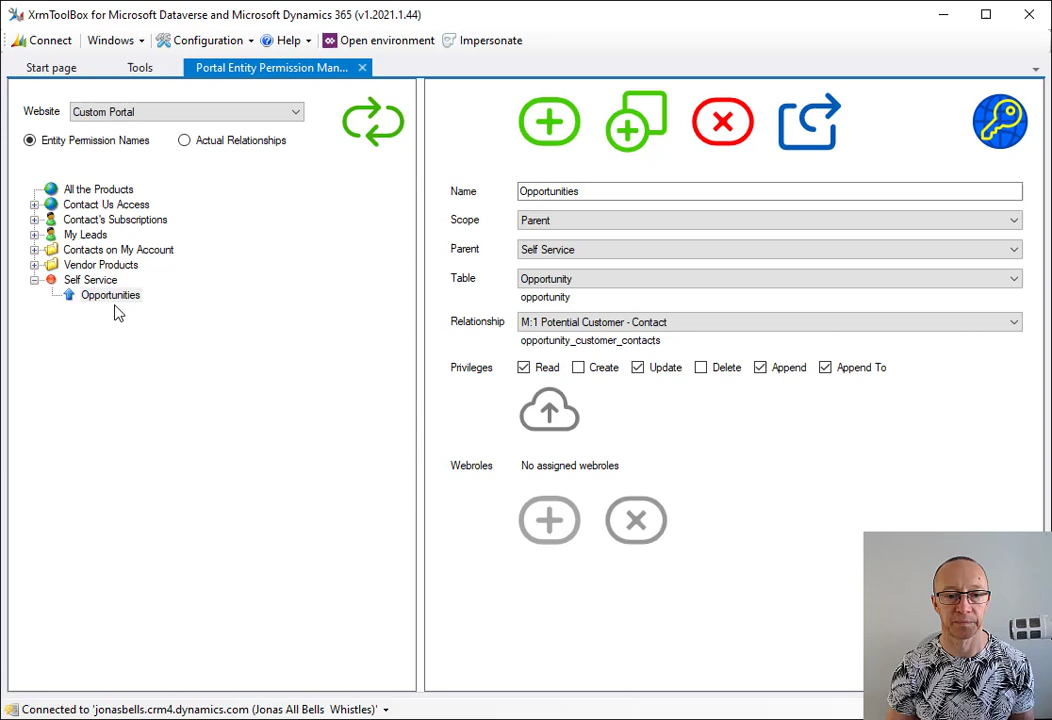 XrmToolBox for Microsoft Dataverse and Microsoft Dynamics 365 (v1.2021.1.44)
Connect Windows Configuration Help Open environment Impersonate
Start page Tools Portal Entity Permission Man...
Website Custom Portal
Entity Permission Names Actual Relationships
All the Products
Contact Us Access
Contact's Subscriptions
My Leads
Contacts on My Account
Vendor Products
Self Service
Opportunities
Name Opportunities
Scope Parent
Parent Self Service
Table Opportunity
opportunity
Relationship M:1 Potential Customer - Contact
opportunity_customer_contacts
Privileges Read Create Update Delete Append Append To
Webroles No assigned webroles
Connected to 'jonasbells.crm4.dynamics.com (Jonas All Bells Whistles)'